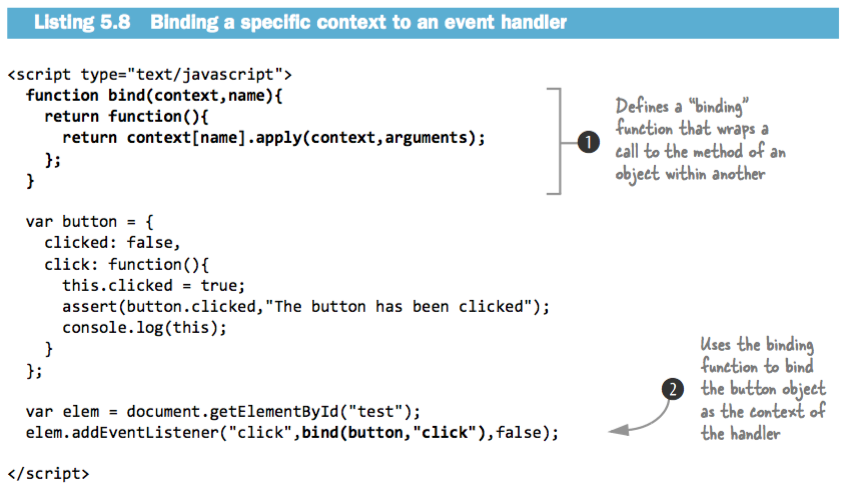 Listing 5.8 Binding a specific context to an event handler
<script type="text/javascript">
function bind(context,name){
return function(){
return context[name].apply(context,arguments);
};
}
1
Defines a “binding”
function that wraps a
call to the method of an
object within another
var button = {
clicked: false,
click: function(){
this.clicked = true;
assert(button.clicked,"The button has been clicked");
console.log(this);
}
};
2
Uses the binding
function to bind
the button object
as the context of
the handler
var elem = document.getElementById("test");
elem.addEventListener("click",bind(button,"click"),false);
</script>